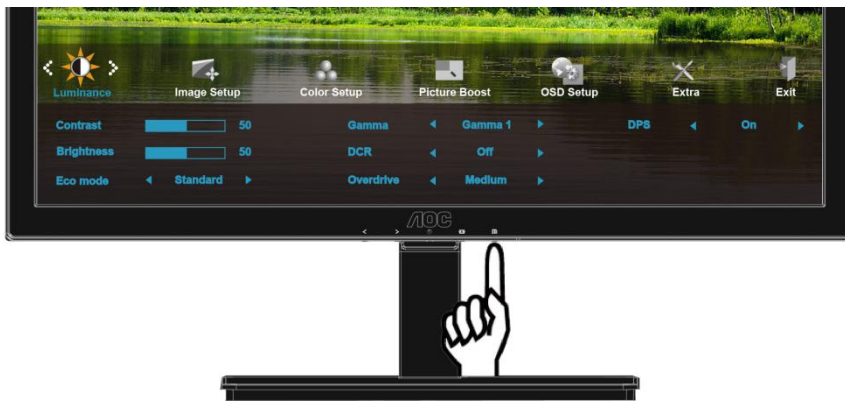 Luminance Image Setup Color Setup Picture Boost OSD Setup Extra Exit
Contrast 50 Gamma Gamma 1 DPS On
Brightness 50 DCR Off
Eco mode Standard Overdrive Medium
AOC
< > m